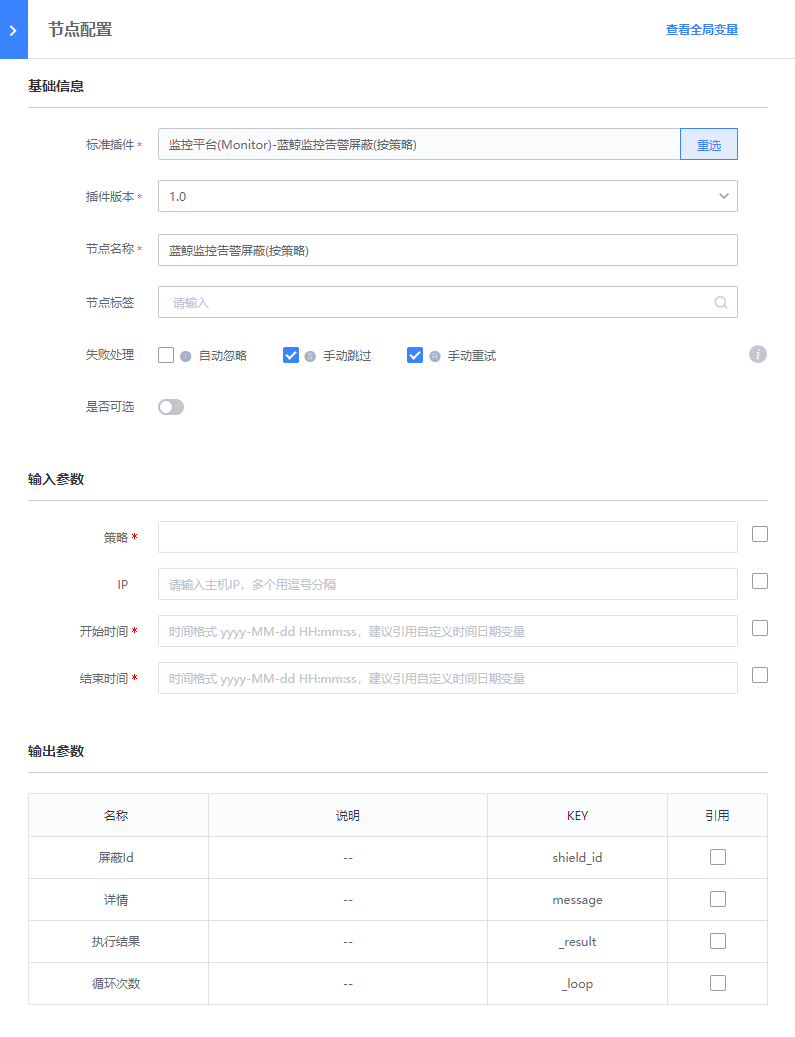 节点配置 查看全局变量
基础信息
标准插件 * 监控平台(Monitor)-蓝鲸监控告警屏蔽(按策略) 重选
插件版本 * 1.0
节点名称 * 蓝鲸监控告警屏蔽(按策略)
节点标签 请输入
失败处理 自动忽略 S 手动跳过 R 手动重试 i
是否可选
输入参数
策略 *
IP 请输入主机IP，多个用逗号分隔
开始时间 * 时间格式 yyyy-MM-dd HH:mm:ss，建议引用自定义时间日期变量
结束时间 * 时间格式 yyyy-MM-dd HH:mm:ss，建议引用自定义时间日期变量
输出参数
名称 说明 KEY 引用
屏蔽Id -- shield_id
详情 -- message
执行结果 -- _result
循环次数 -- _loop